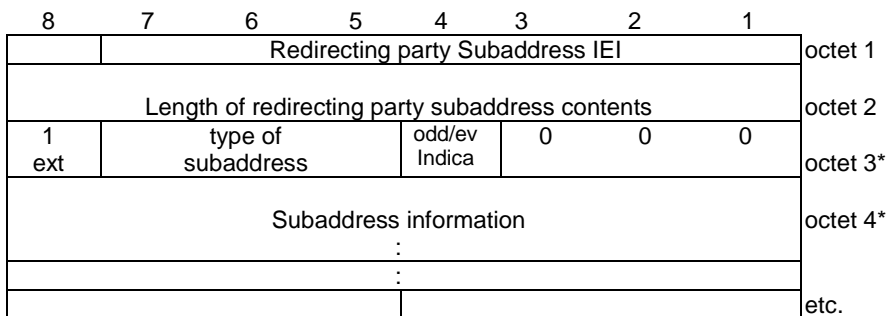 8 7 6 5 4 3 2 1
Redirecting party Subaddress IEI octet 1
Length of redirecting party subaddress contents octet 2
1 type of odd/ev 0 0 0
ext subaddress Indica octet 3*
Subaddress information octet 4*
:
:
etc.